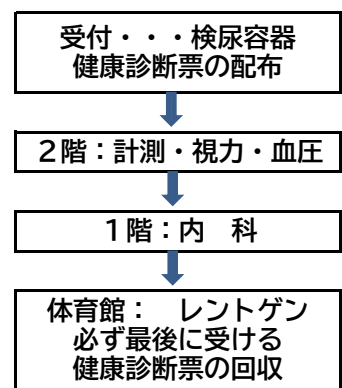 受付・・・検尿容器
健康診断票の配布
２階：計測・視力・血圧
１階：内　科
体育館：　レントゲン
必ず最後に受ける
健康診断票の回収